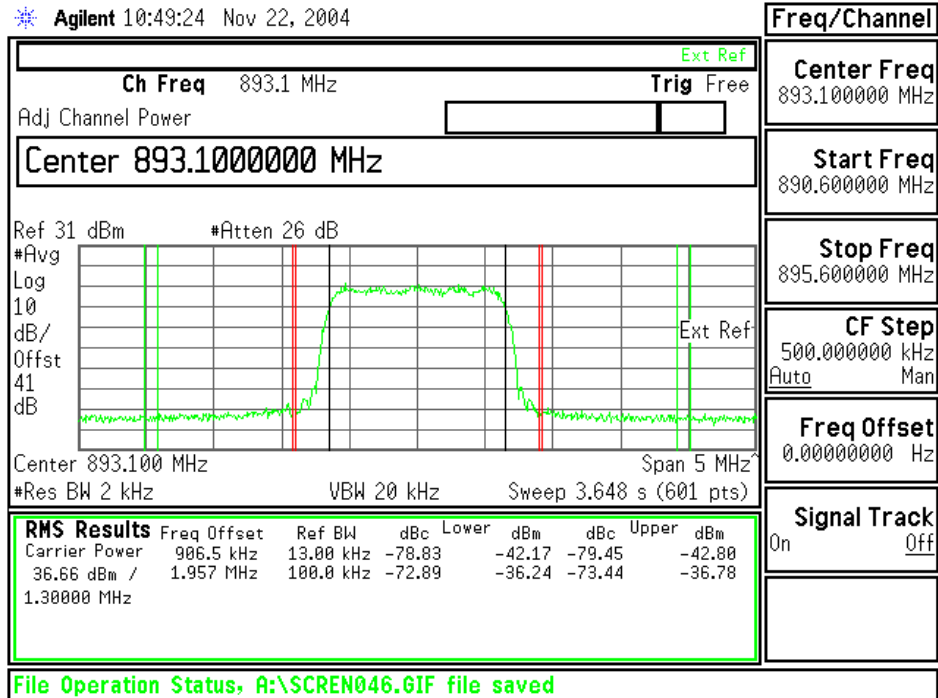 Agilent 10:49:24 Nov 22, 2004
Ext Ref
Ch Freq 893.1 MHz Trig Free
Adj Channel Power
Center 893.1000000 MHz
Ref 31 dBm #Atten 26 dB
#Avg
Log
10
dB/
Offst
41
dB
Ext Ref
Center 893.100 MHz Span 5 MHz^
#Res BW 2 kHz VBW 20 kHz Sweep 3.648 s (601 pts)
RMS Results Freq Offset Ref BW dBc Lower dBm dBc Upper dBm
Carrier Power 906.5 kHz 13.00 kHz -78.83 -42.17 -79.45 -42.80
36.66 dBm / 1.957 MHz 100.0 kHz -72.89 -36.24 -73.44 -36.78
1.30000 MHz
File Operation Status, A:\SCREN046.GIF file saved
Freq/Channel
Center Freq
893.100000 MHz
Start Freq
890.600000 MHz
Stop Freq
895.600000 MHz
CF Step
500.000000 kHz
Auto Man
Freq Offset
0.00000000 Hz
Signal Track
On Off